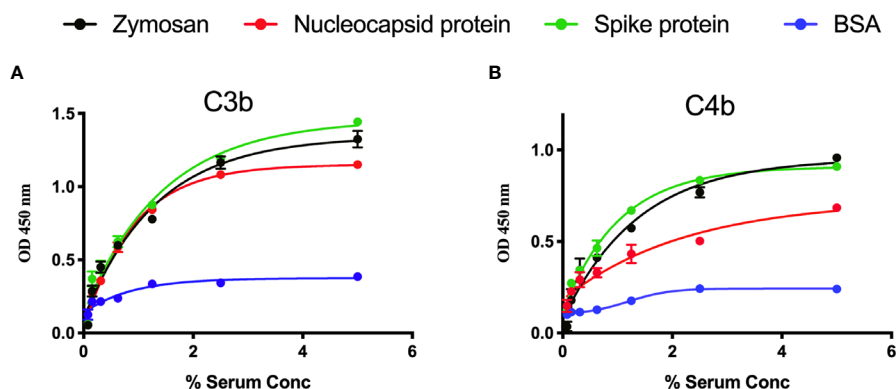 Zymosan Nucleocapsid protein Spike protein BSA
A
C3b
OD 450 nm
1.5
1.0
0.5
0.0
0 2 4 6
% Serum Conc
B
C4b
OD 450 nm
1.0
0.5
0.0
0 2 4 6
% Serum Conc